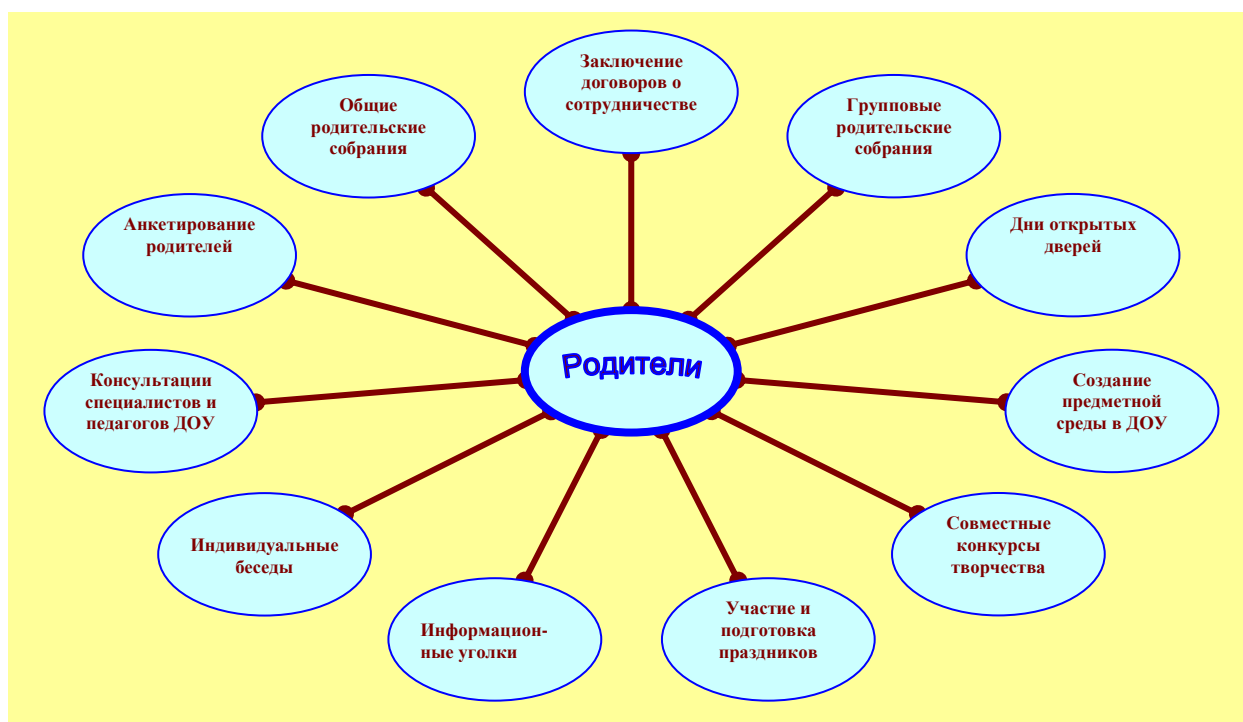 Заключение
договоров о
сотрудничестве
Общие
родительские
собрания
Групповые
родительские
собрания
Анкетирование
родителей
Дни открытых
дверей
Родители
Консультации
специалистов и
педагогов ДОУ
Создание
предметной
среды в ДОУ
Индивидуальные
беседы
Совместные
конкурсы
творчества
Информацион-
ные уголки
Участие и
подготовка
праздников